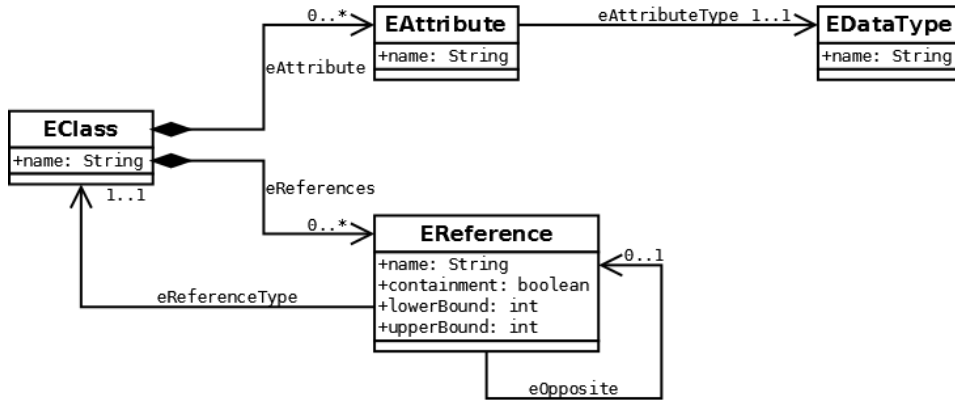 0..*
EAttribute
+name: String
eAttributeType 1..1
EDataType
+name: String
eAttribute
EClass
+name: String
1..1
eReferences
0..*
EReference
+name: String
+containment: boolean
+lowerBound: int
+upperBound: int
0..1
eReferenceType
eOpposite